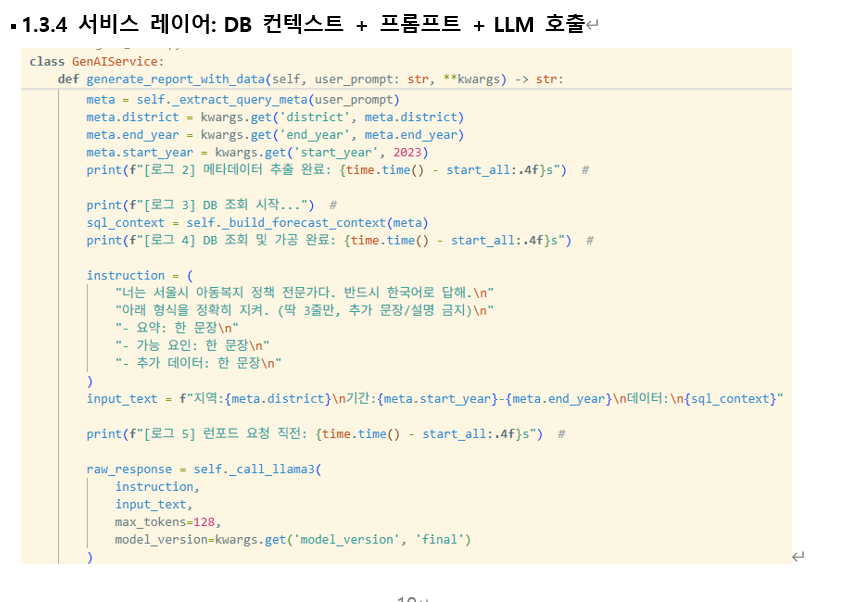 ▪1.3.4 서비스 레이어: DB 컨텍스트 + 프롬프트 + LLM 호출↵
class GenAIService:
    def generate_report_with_data(self, user_prompt: str, **kwargs) -> str:
        meta = self._extract_query_meta(user_prompt)
        meta.district = kwargs.get('district', meta.district)
        meta.end_year = kwargs.get('end_year', meta.end_year)
        meta.start_year = kwargs.get('start_year', 2023)
        print(f"[로그 2] 메타데이터 추출 완료: {time.time() - start_all:.4f}s")  #
        print(f"[로그 3] DB 조회 시작...")  #
        sql_context = self._build_forecast_context(meta)
        print(f"[로그 4] DB 조회 및 가공 완료: {time.time() - start_all:.4f}s")  #
        instruction = (
            "너는 서울시 아동복지 정책 전문가다. 반드시 한국어로 답해.\n"
            "아래 형식을 정확히 지켜. (딱 3줄만, 추가 문장/설명 금지)\n"
            "- 요약: 한 문장\n"
            "- 가능 요인: 한 문장\n"
            "- 추가 데이터: 한 문장\n"
        )
        input_text = f"지역:{meta.district}\n기간:{meta.start_year}-{meta.end_year}\n데이터:\n{sql_context}"
        print(f"[로그 5] 런포드 요청 직전: {time.time() - start_all:.4f}s")  #
        raw_response = self._call_llama3(
            instruction,
            input_text,
            max_tokens=128,
            model_version=kwargs.get('model_version', 'final')
        )↵